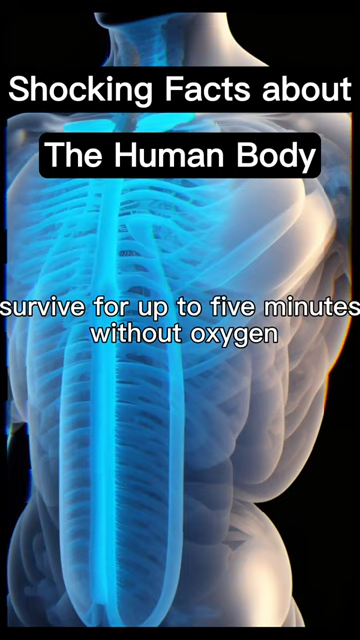 Shocking Facts about
The Human Body
survive for up to five minutes
without oxygen